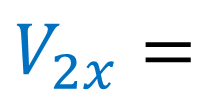 V₂ₓ =